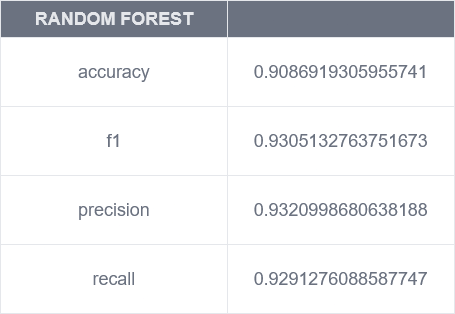 RANDOM FOREST
accuracy 0.9086919305955741
f1 0.9305132763751673
precision 0.9320998680638188
recall 0.9291276088587747